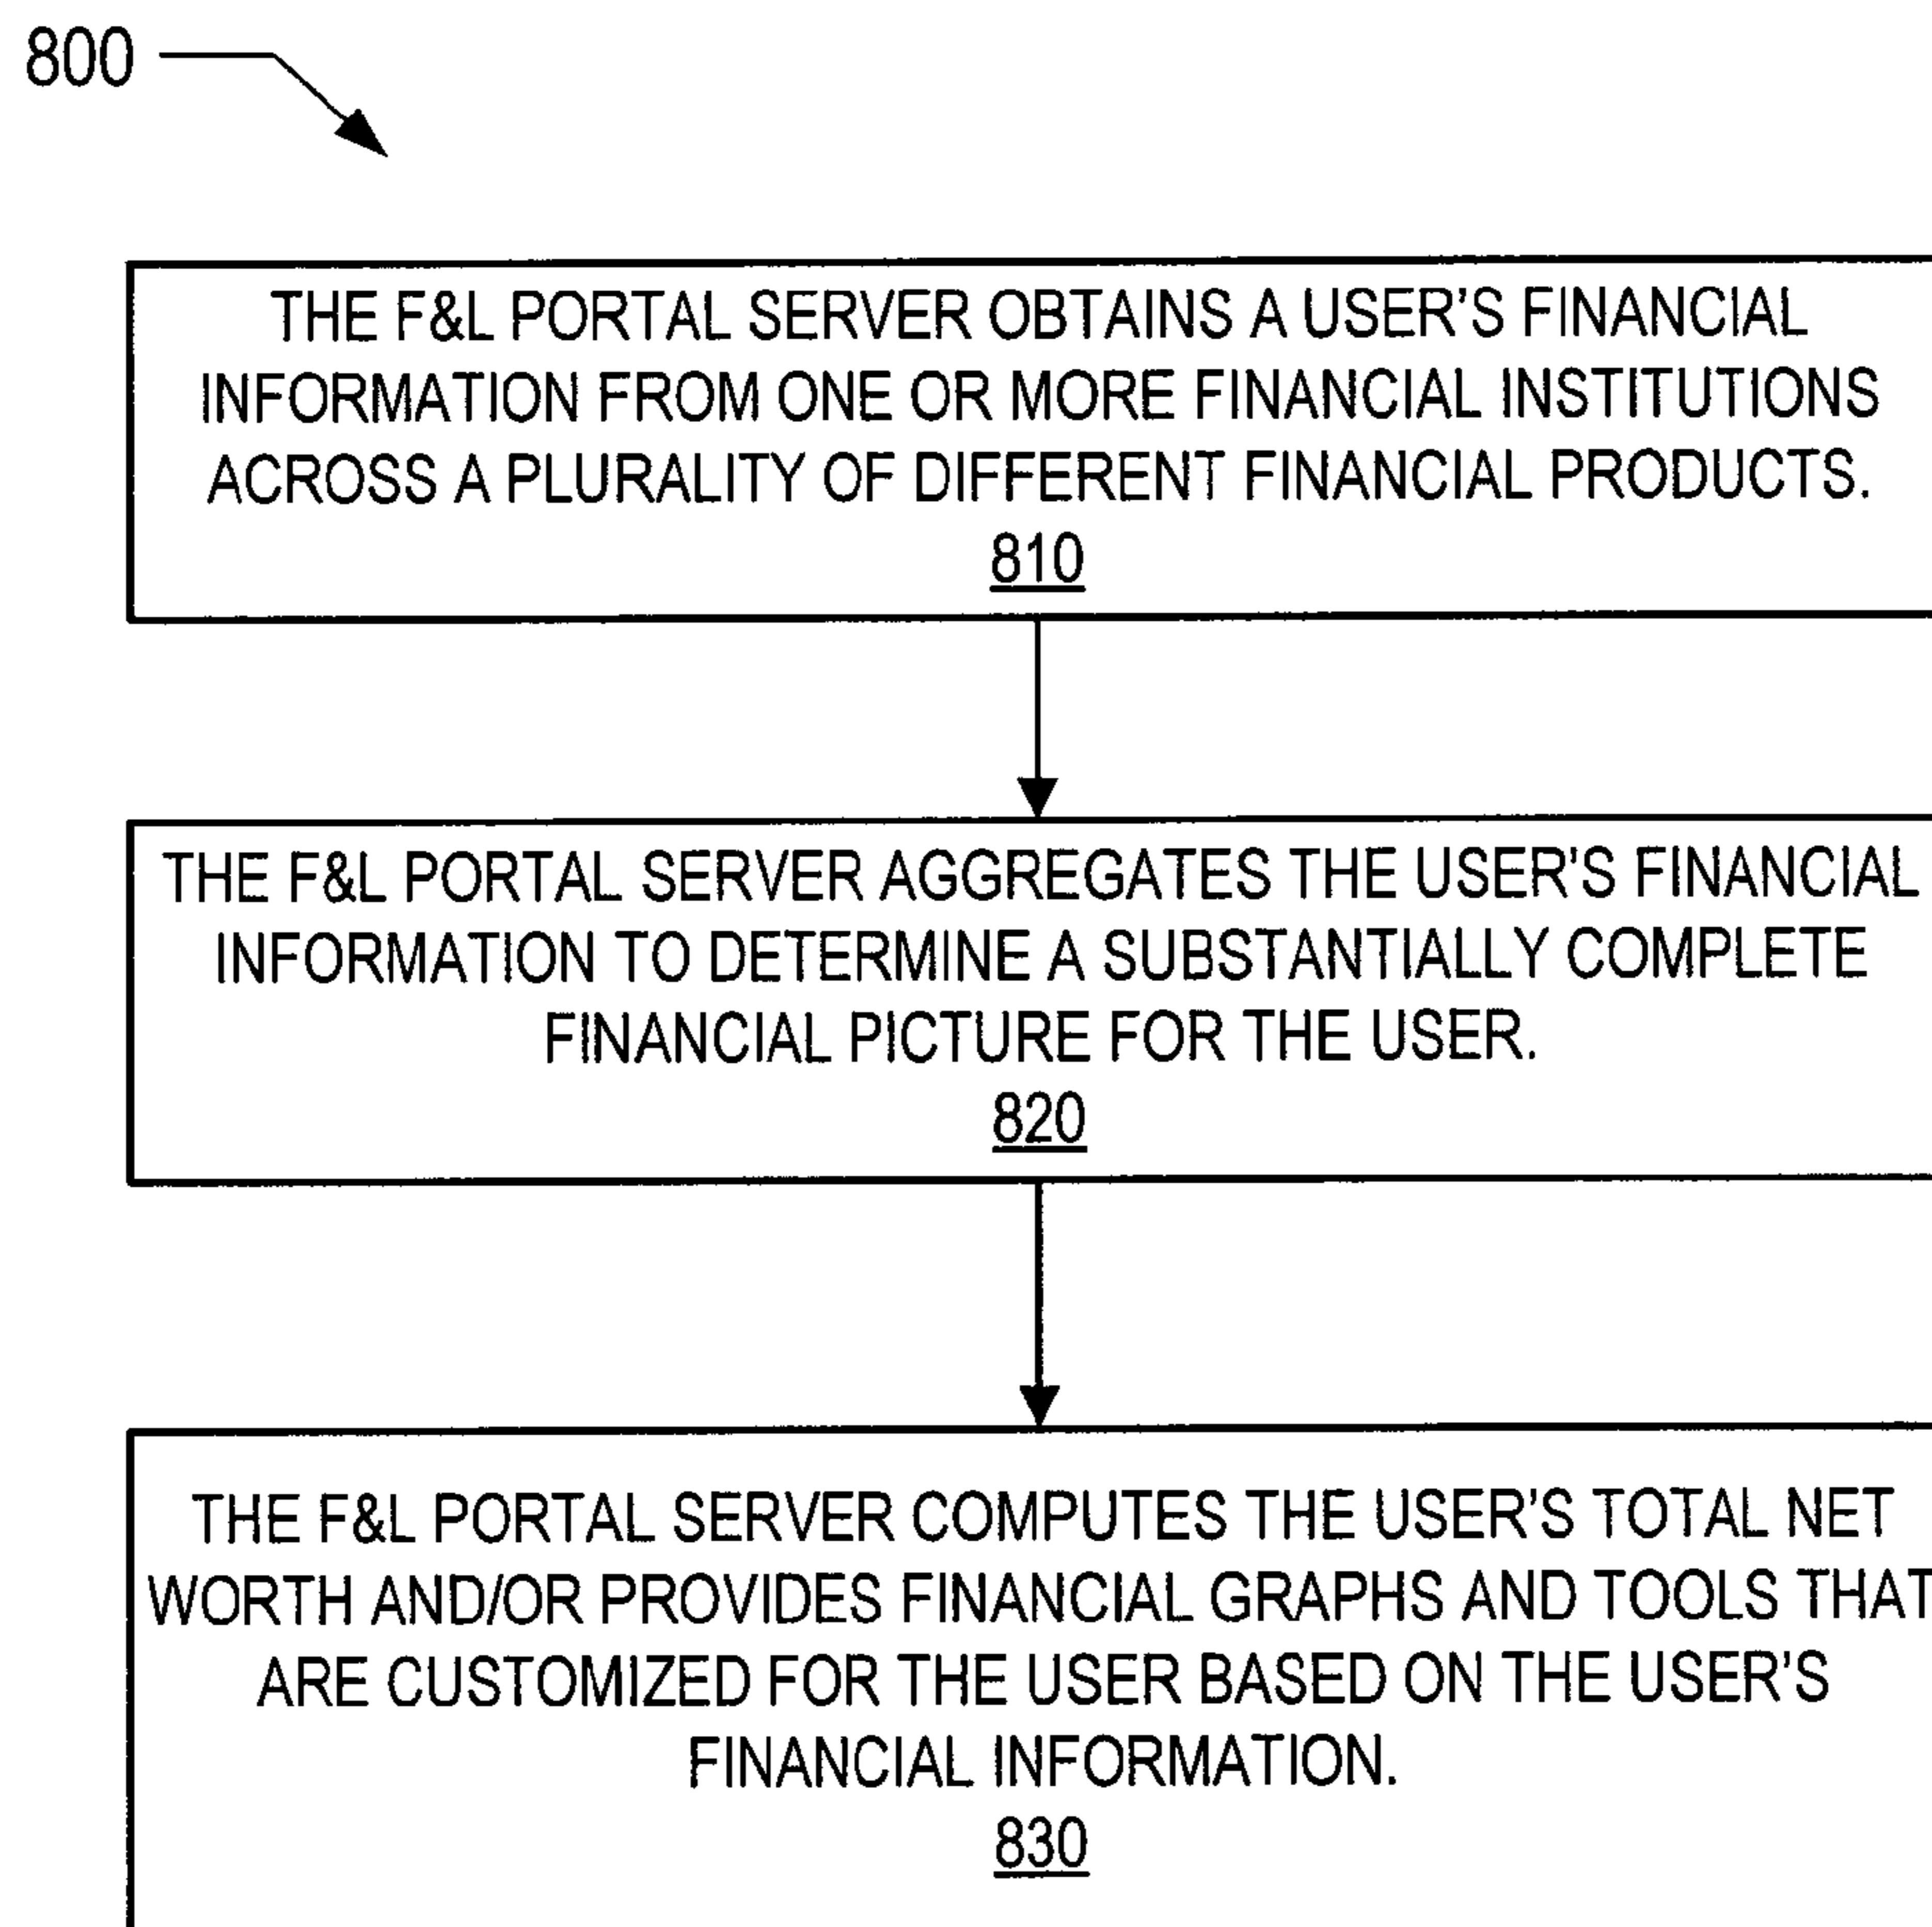 800
THE F&L PORTAL SERVER OBTAINS A USER'S FINANCIAL
INFORMATION FROM ONE OR MORE FINANCIAL INSTITUTIONS
ACROSS A PLURALITY OF DIFFERENT FINANCIAL PRODUCTS.
810
THE F&L PORTAL SERVER AGGREGATES THE USER'S FINANCIAL
INFORMATION TO DETERMINE A SUBSTANTIALLY COMPLETE
FINANCIAL PICTURE FOR THE USER.
820
THE F&L PORTAL SERVER COMPUTES THE USER'S TOTAL NET
WORTH AND/OR PROVIDES FINANCIAL GRAPHS AND TOOLS THAT
ARE CUSTOMIZED FOR THE USER BASED ON THE USER'S
FINANCIAL INFORMATION.
830